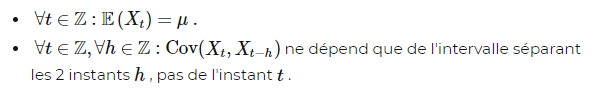 • ∀t ∈ ℤ : 𝔼 (X_t) = μ .
• ∀t ∈ ℤ, ∀h ∈ ℤ : Cov(X_t, X_{t−h}) ne dépend que de l'intervalle séparant
les 2 instants h , pas de l'instant t .